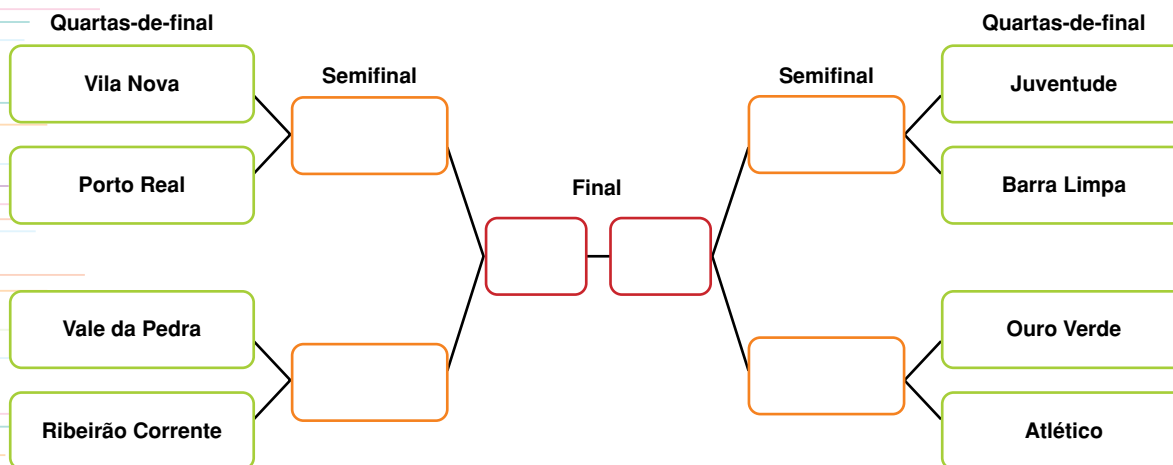 Quartas-de-final
Vila Nova
Semifinal
Porto Real
Vale da Pedra
Ribeirão Corrente
Final
Quartas-de-final
Semifinal
Juventude
Barra Limpa
Ouro Verde
Atlético